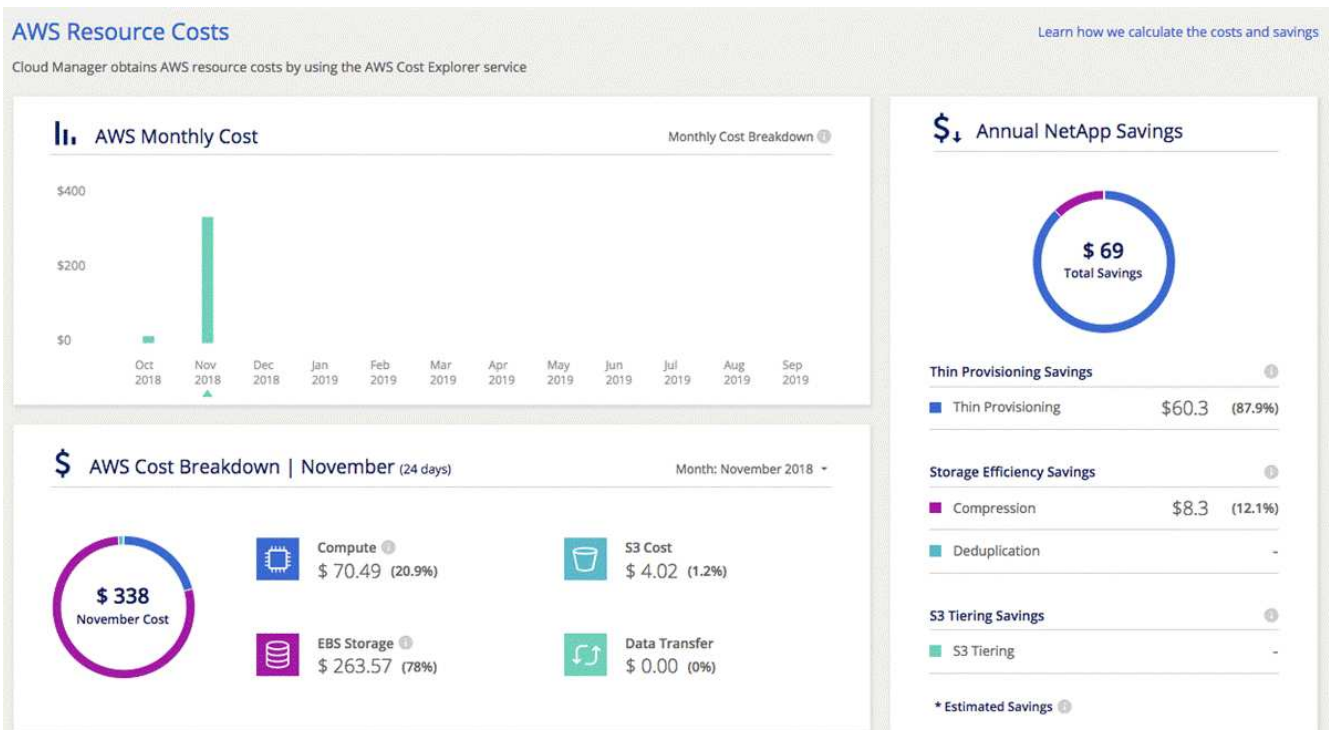 AWS Resource Costs
Learn how we calculate the costs and savings
Cloud Manager obtains AWS resource costs by using the AWS Cost Explorer service
AWS Monthly Cost
Monthly Cost Breakdown
$400
$200
$0
Oct 2018
Nov 2018
Dec 2018
Jan 2019
Feb 2019
Mar 2019
Apr 2019
May 2019
Jun 2019
Jul 2019
Aug 2019
Sep 2019
AWS Cost Breakdown | November (24 days)
Month: November 2018
$ 338
November Cost
Compute
$ 70.49 (20.9%)
S3 Cost
$ 4.02 (1.2%)
EBS Storage
$ 263.57 (78%)
Data Transfer
$ 0.00 (0%)
$ Annual NetApp Savings
$ 69
Total Savings
Thin Provisioning Savings
Thin Provisioning $60.3 (87.9%)
Storage Efficiency Savings
Compression $8.3 (12.1%)
Deduplication -
S3 Tiering Savings
S3 Tiering -
* Estimated Savings